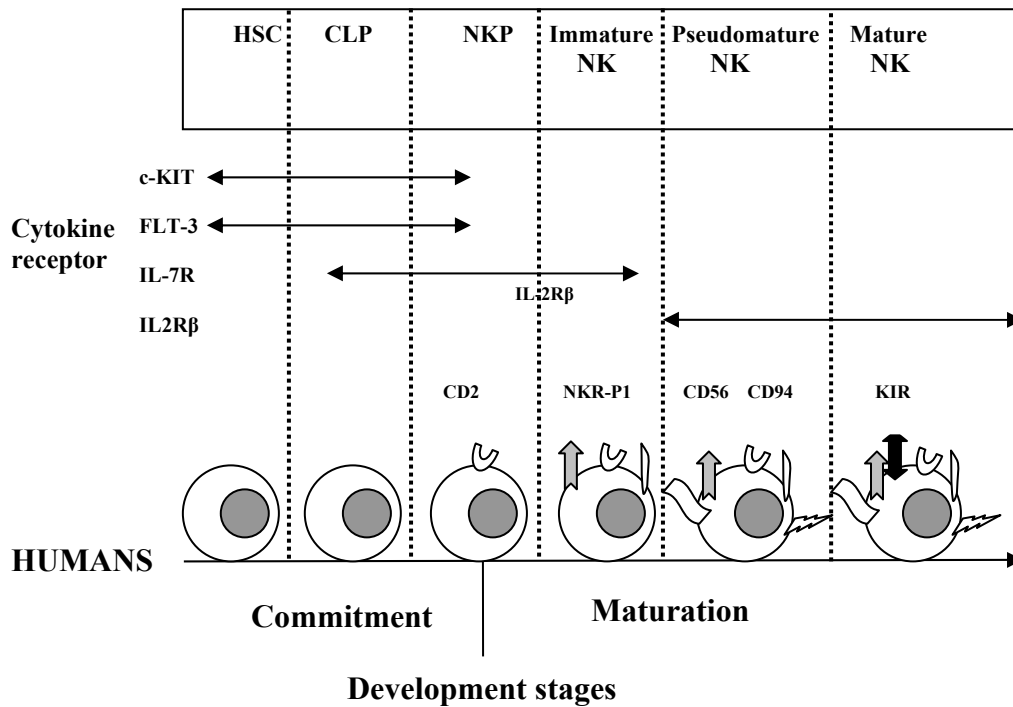 HSC CLP NKP Immature NK Pseudomature NK Mature NK
c-KIT
Cytokine receptor
FLT-3
IL-7R
IL-2Rβ
IL2Rβ
CD2 NKR-P1 CD56 CD94 KIR
HUMANS
Commitment Maturation
Development stages